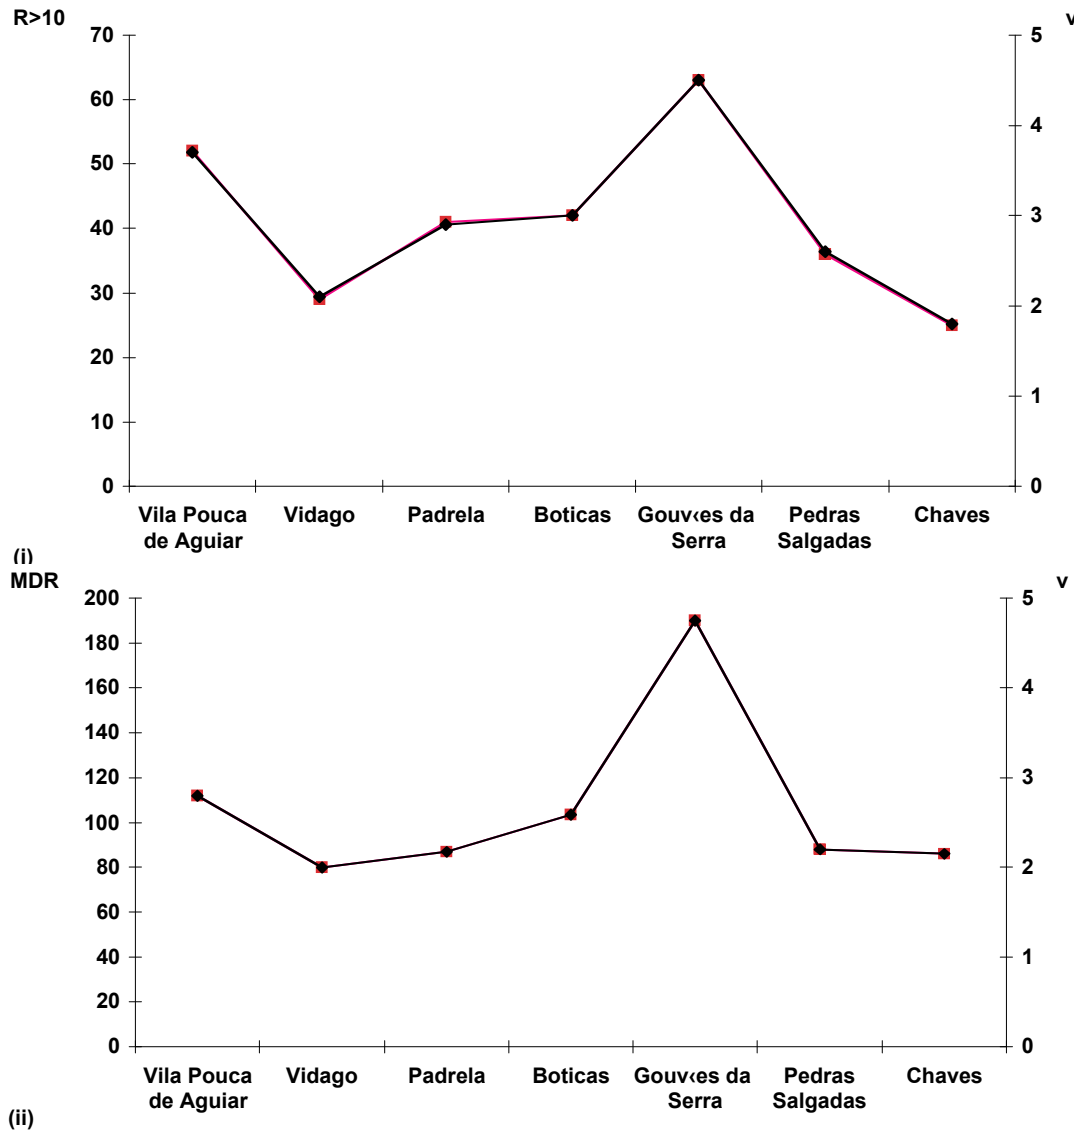 R>10 v
70 5
60
4
50
3
40
30
2
20
1
10
0 0
Vila Pouca Vidago Padrela Boticas Gouv‹es da Pedras Chaves
de Aguiar Serra Salgadas
(i)
MDR v
200 5
180
160 4
140
120 3
100
80 2
60
40 1
20
0 0
Vila Pouca Vidago Padrela Boticas Gouv‹es da Pedras Chaves
de Aguiar Serra Salgadas
(ii)